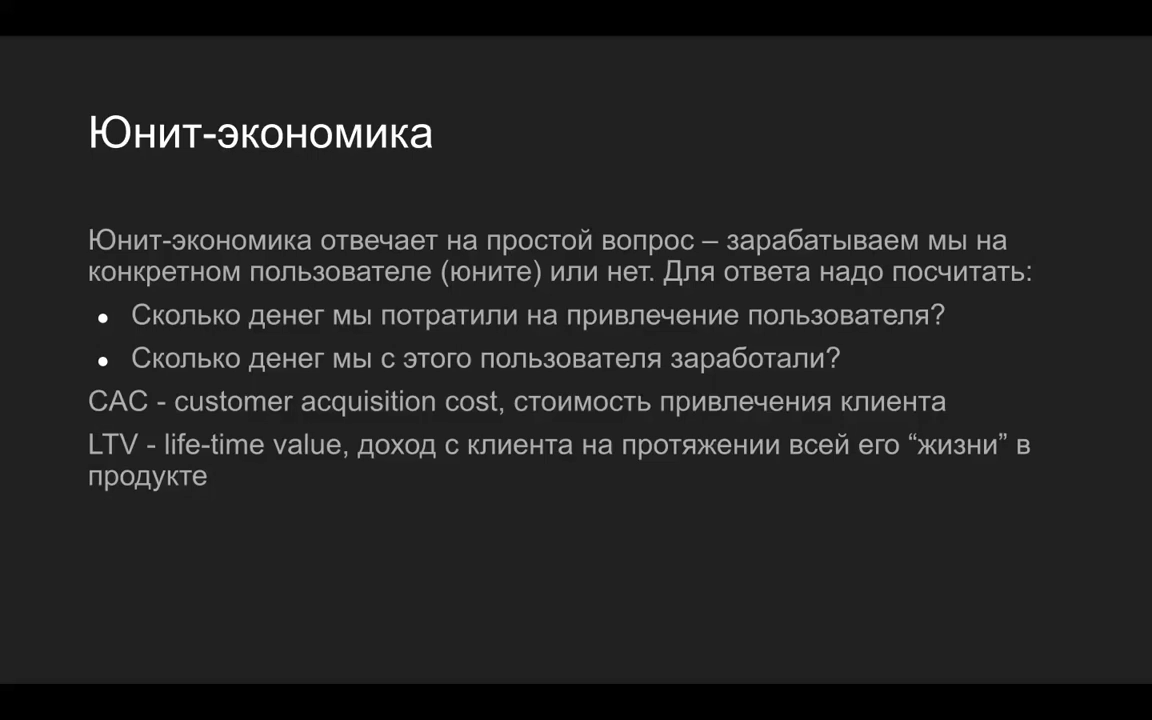 Юнит-экономика
Юнит-экономика отвечает на простой вопрос – зарабатываем мы на
конкретном пользователе (юните) или нет. Для ответа надо посчитать:
● Сколько денег мы потратили на привлечение пользователя?
● Сколько денег мы с этого пользователя заработали?
CAC - customer acquisition cost, стоимость привлечения клиента
LTV - life-time value, доход с клиента на протяжении всей его “жизни” в
продукте